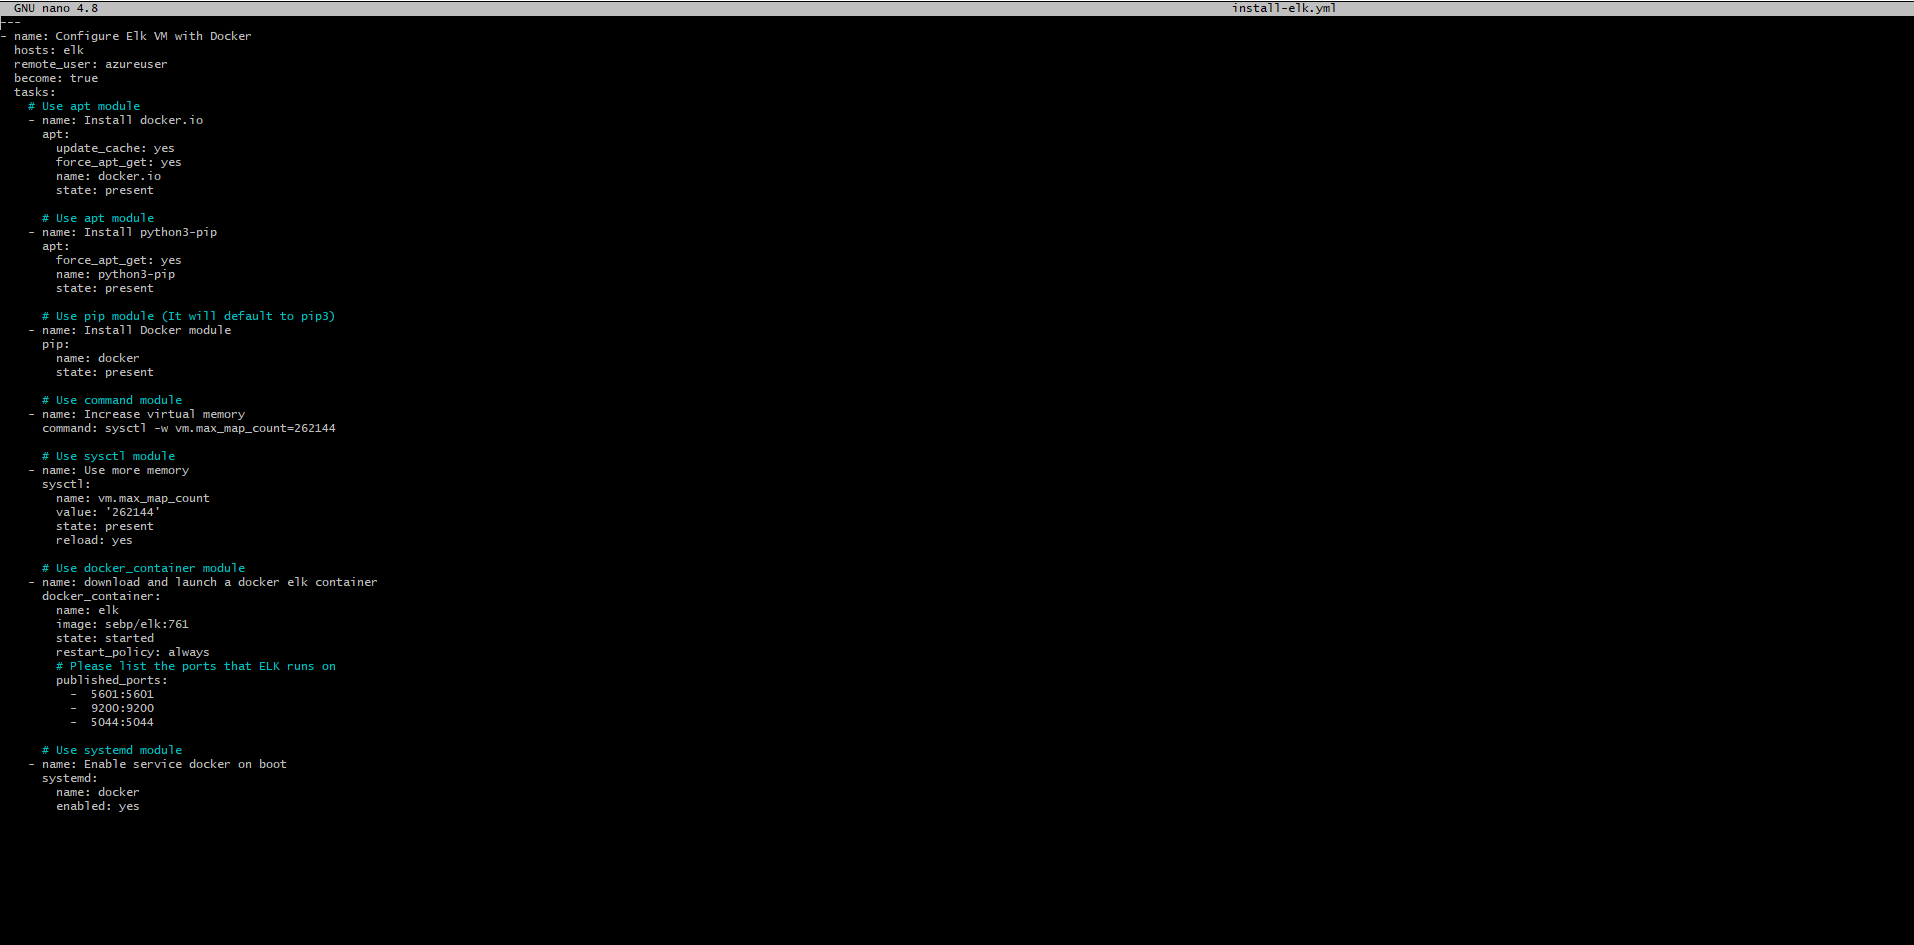 GNU nano 4.8 install-elk.yml
---
- name: Configure Elk VM with Docker
  hosts: elk
  remote_user: azureuser
  become: true
  tasks:
    # Use apt module
    - name: Install docker.io
      apt:
        update_cache: yes
        force_apt_get: yes
        name: docker.io
        state: present

      # Use apt module
    - name: Install python3-pip
      apt:
        force_apt_get: yes
        name: python3-pip
        state: present

      # Use pip module (It will default to pip3)
    - name: Install Docker module
      pip:
        name: docker
        state: present

      # Use command module
    - name: Increase virtual memory
      command: sysctl -w vm.max_map_count=262144

      # Use sysctl module
    - name: Use more memory
      sysctl:
        name: vm.max_map_count
        value: '262144'
        state: present
        reload: yes

      # Use docker_container module
    - name: download and launch a docker elk container
      docker_container:
        name: elk
        image: sebp/elk:761
        state: started
        restart_policy: always
        # Please list the ports that ELK runs on
        published_ports:
          -  5601:5601
          -  9200:9200
          -  5044:5044

      # Use systemd module
    - name: Enable service docker on boot
      systemd:
        name: docker
        enabled: yes